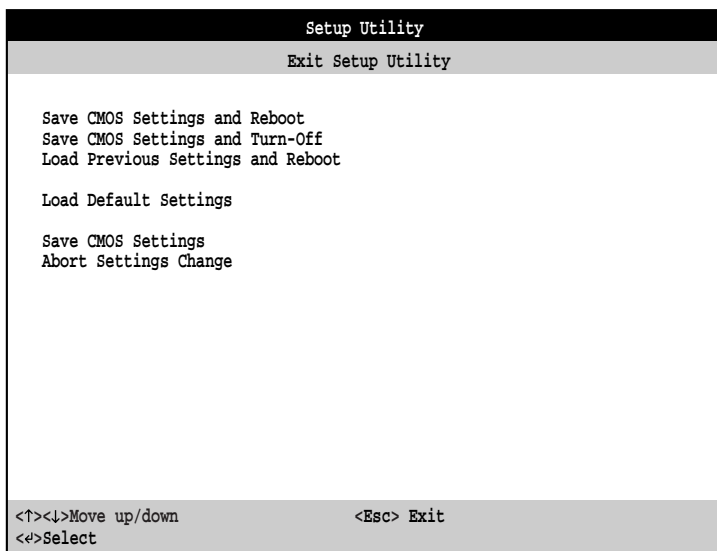 Setup Utility
Exit Setup Utility
Save CMOS Settings and Reboot
Save CMOS Settings and Turn-Off
Load Previous Settings and Reboot
Load Default Settings
Save CMOS Settings
Abort Settings Change
<↑><↓>Move up/down <Esc> Exit
<↵>Select